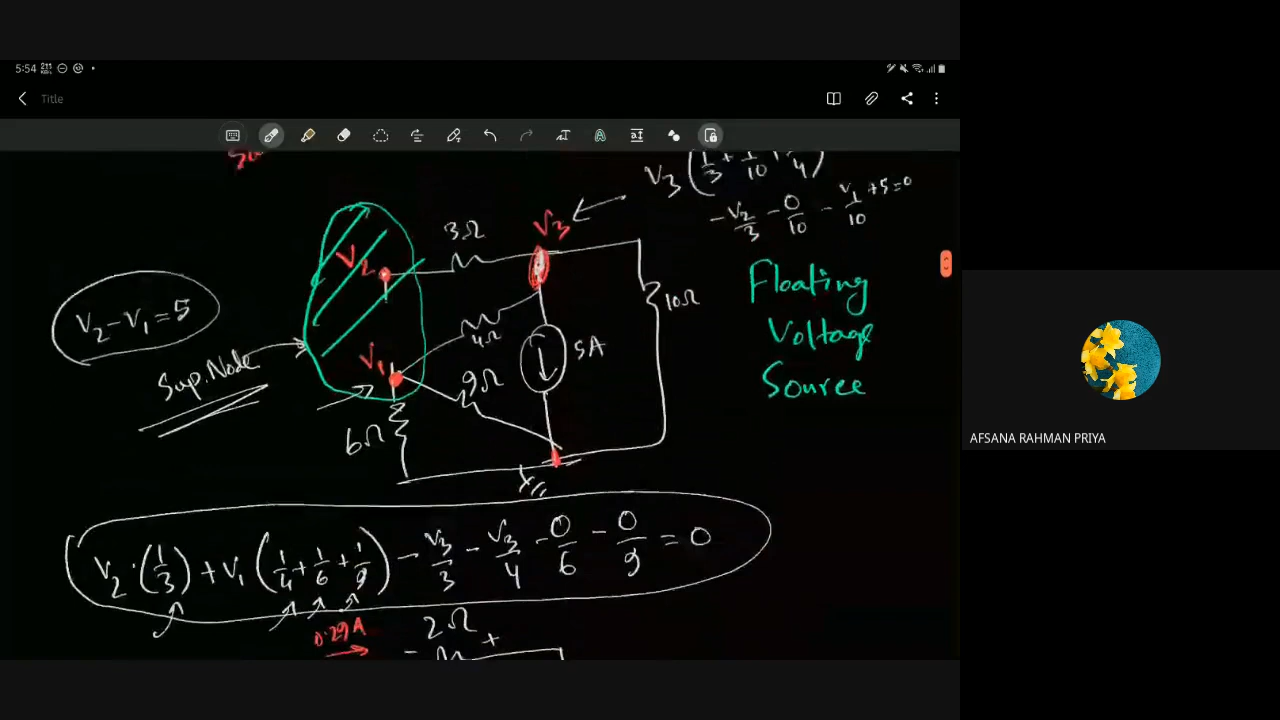 5:54
Title
V3(1/3 + 1/10 + 1/4)
-V2/3 - 0/10 - V1/10 + 5 = 0
3Ω
V3
V2
Floating
V2 - V1 = 5
10Ω
4Ω
Voltage
5A
Sup. Node
V1
9Ω
Source
6Ω
AFSANA RAHMAN PRIYA
V2 · (1/3) + V1 (1/4 + 1/6 + 1/9) - V3/3 - V3/4 - 0/6 - 0/9 = 0
0.29A
2Ω
- +